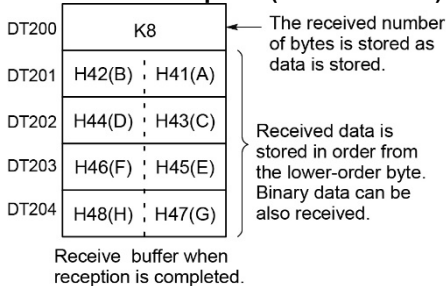 DT200
K8
The received number
of bytes is stored as
data is stored.
DT201
H42(B)
H41(A)
DT202
H44(D)
H43(C)
DT203
H46(F)
H45(E)
DT204
H48(H)
H47(G)
Received data is
stored in order from
the lower-order byte.
Binary data can be
also received.
Receive buffer when
reception is completed.